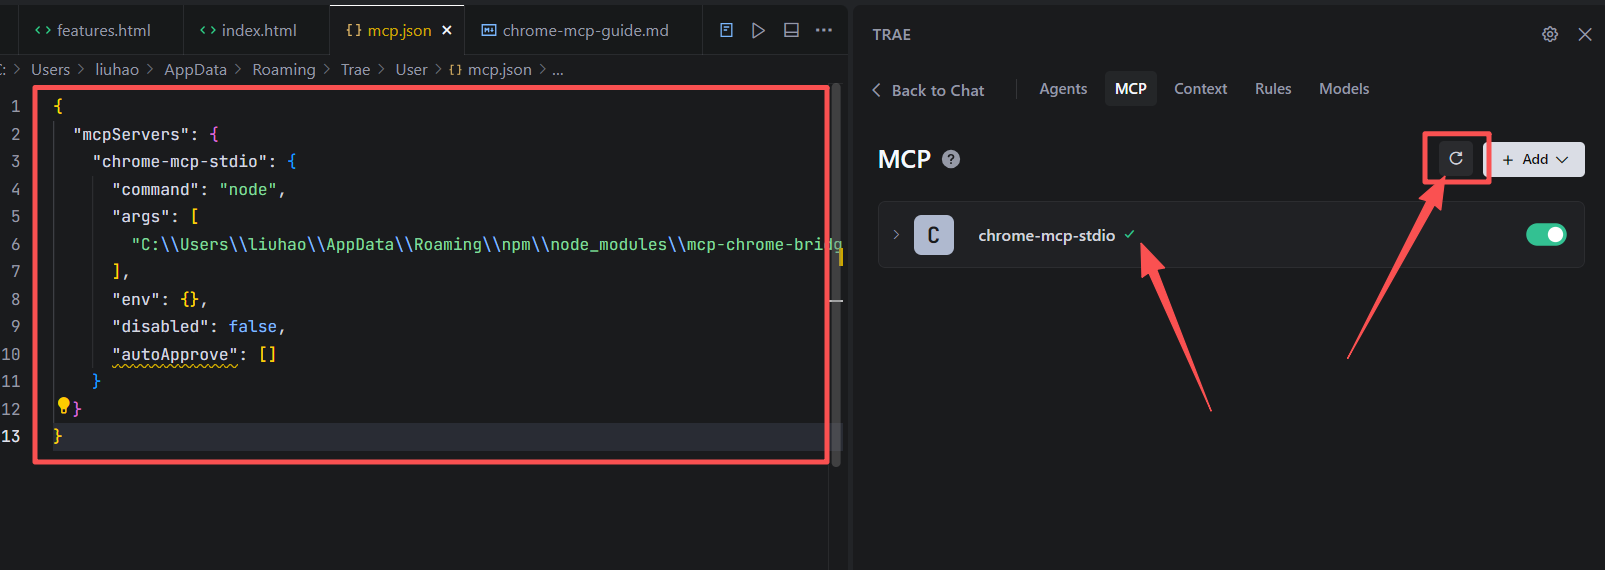 features.html
index.html
mcp.json
chrome-mcp-guide.md
Users > liuhao > AppData > Roaming > Trae > User > {} mcp.json > ...
1 {
2 "mcpServers": {
3 "chrome-mcp-stdio": {
4 "command": "node",
5 "args": [
6 "C:\\Users\\liuhao\\AppData\\Roaming\\npm\\node_modules\\mcp-chrome-bridg
7 ],
8 "env": {},
9 "disabled": false,
10 "autoApprove": []
11 }
12 }
13 }
TRAE
Back to Chat
Agents
MCP
Context
Rules
Models
MCP ?
+ Add
C
chrome-mcp-stdio